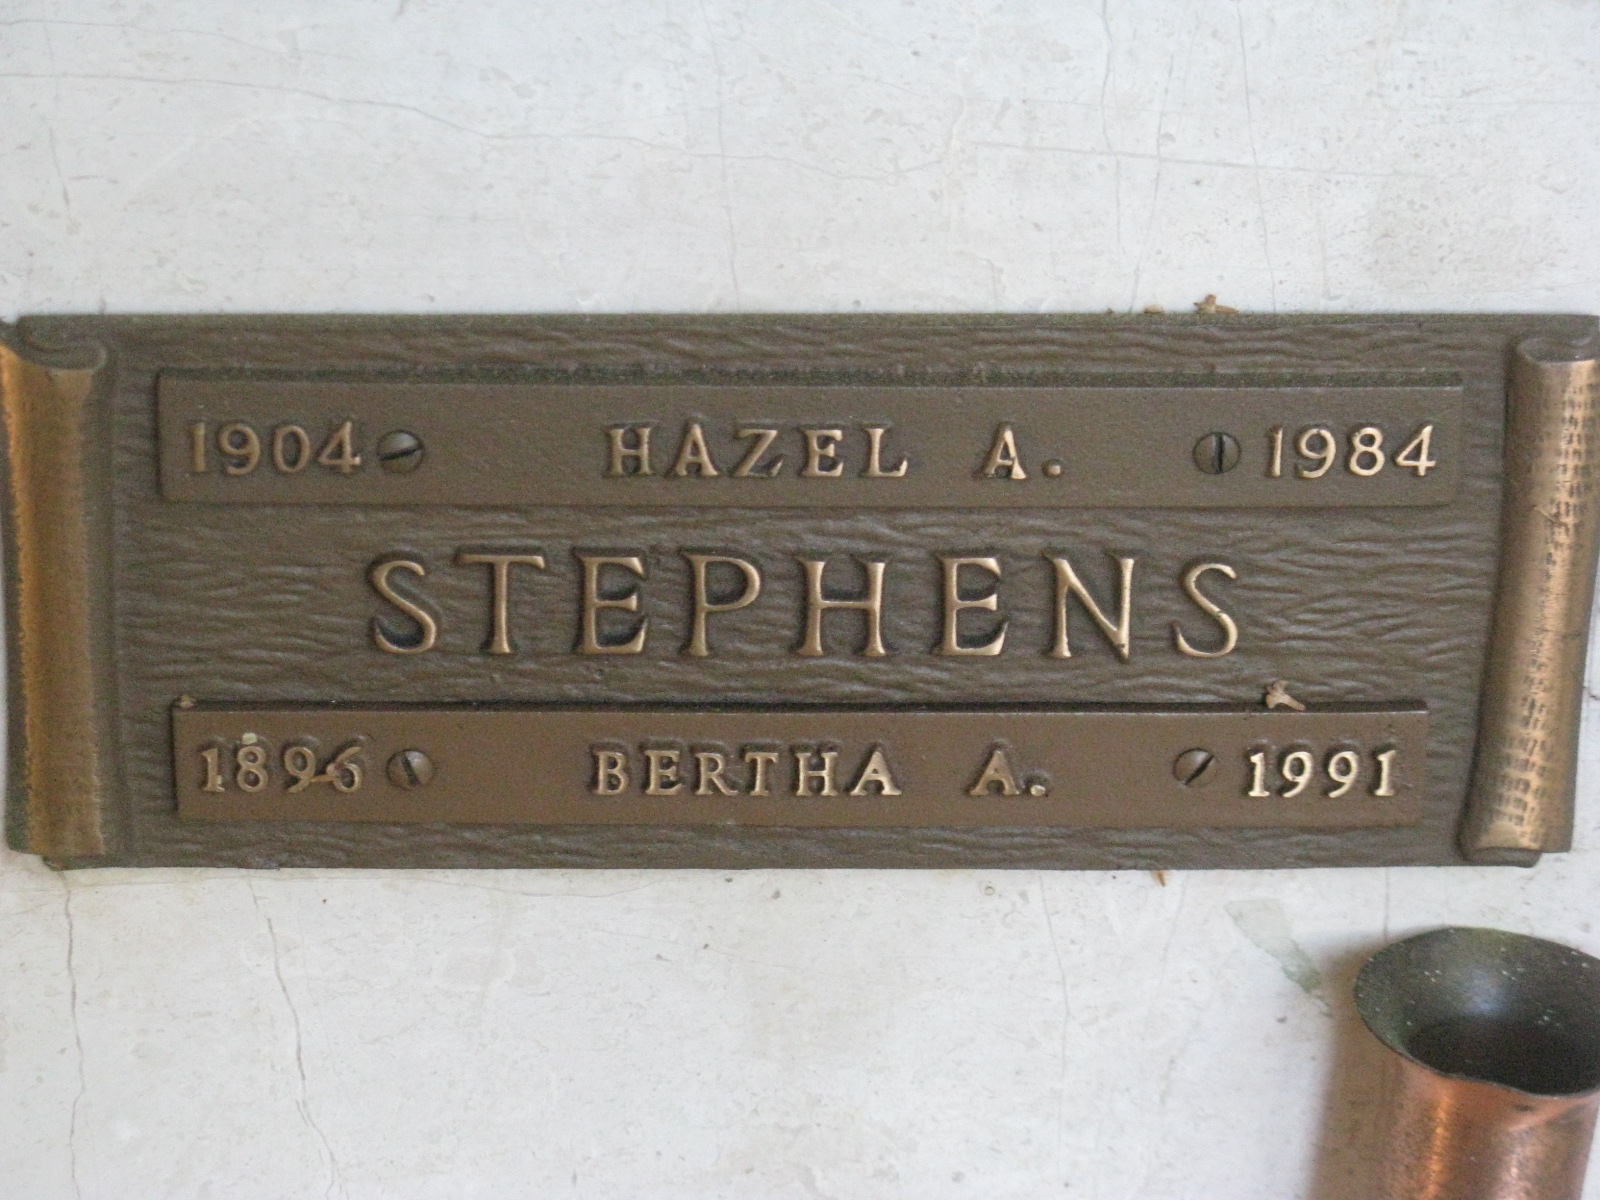 1904 HAZEL A. 1984
STEPHENS
1896 BERTHA A. 1991